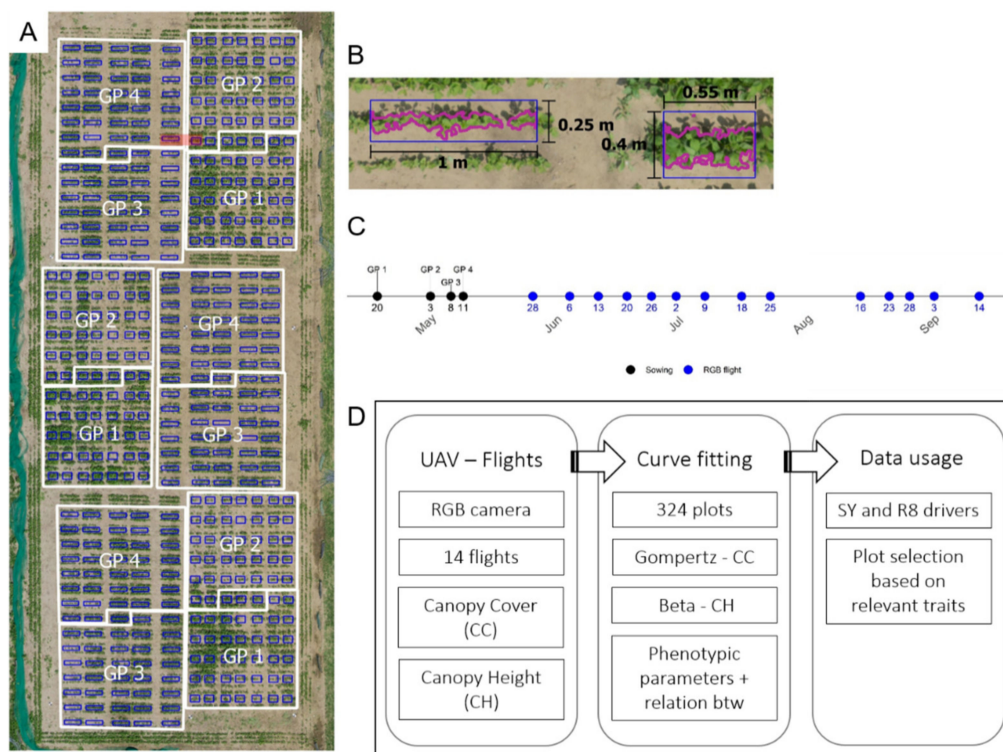 A
GP 4
GP 2
GP 3
GP 1
GP 2
GP 4
GP 1
GP 3
GP 4
GP 2
GP 3
GP 1
B
0.25 m
1 m
0.55 m
0.4 m
C
GP 1
GP 2
GP 3
GP 4
20
3
8
11
28
6
13
20
26
2
9
18
25
16
23
28
3
14
May
Jun
Jul
Aug
Sep
Sowing
RGB flight
D
UAV – Flights
RGB camera
14 flights
Canopy Cover
(CC)
Canopy Height
(CH)
Curve fitting
324 plots
Gompertz - CC
Beta - CH
Phenotypic
parameters +
relation btw
Data usage
SY and R8 drivers
Plot selection
based on
relevant traits